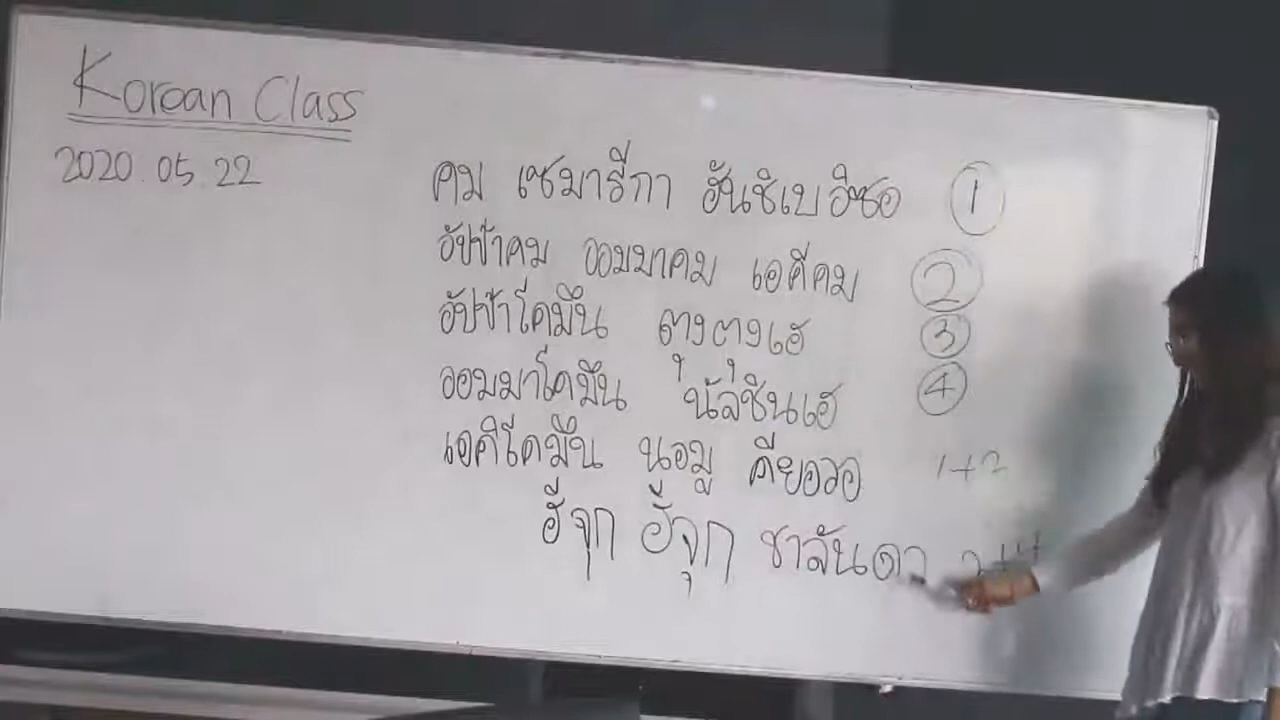 Korean Class
2020.05.22
คม เซมารีกา ฮันชิเบ อิซอ ①
อัปป้าคม ออมมาคม เอคีคม ②
อัปป้าโคมึน ตุงตุงเฮ ③
ออมมาโคมึน นัลชินเฮ ④
เอคีโคมึน นอมู คียอวอ 1+2
ฮี จุก ฮี จุก ชาลันดา